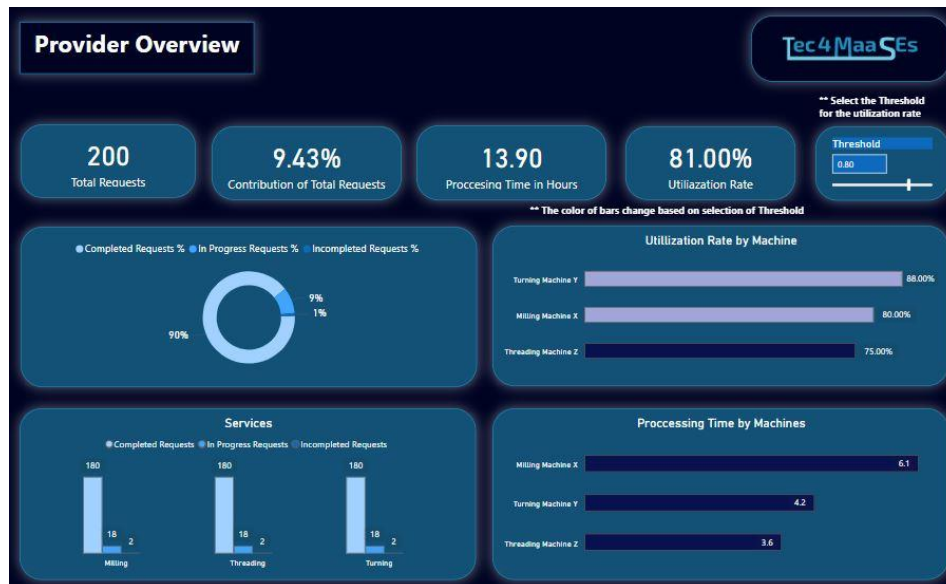 Provider Overview
Tec4MaaSEs
** Select the Threshold
for the utilization rate
200
Total Requests
9.43%
Contribution of Total Requests
13.90
Proccesing Time in Hours
81.00%
Utiliazation Rate
Threshold
0.80
** The color of bars change based on selection of Threshold
Completed Requests % In Progress Requests % Incompleted Requests %
9%
1%
90%
Utillization Rate by Machine
Turning Machine Y 88.00%
Milling Machine X 80.00%
Threading Machine Z 75.00%
Services
Completed Requests In Progress Requests Incompleted Requests
180 180 180
18 2 18 2 18 2
Milling Threading Turning
Proccessing Time by Machines
Milling Machine X 6.1
Turning Machine Y 4.2
Threading Machine Z 3.6